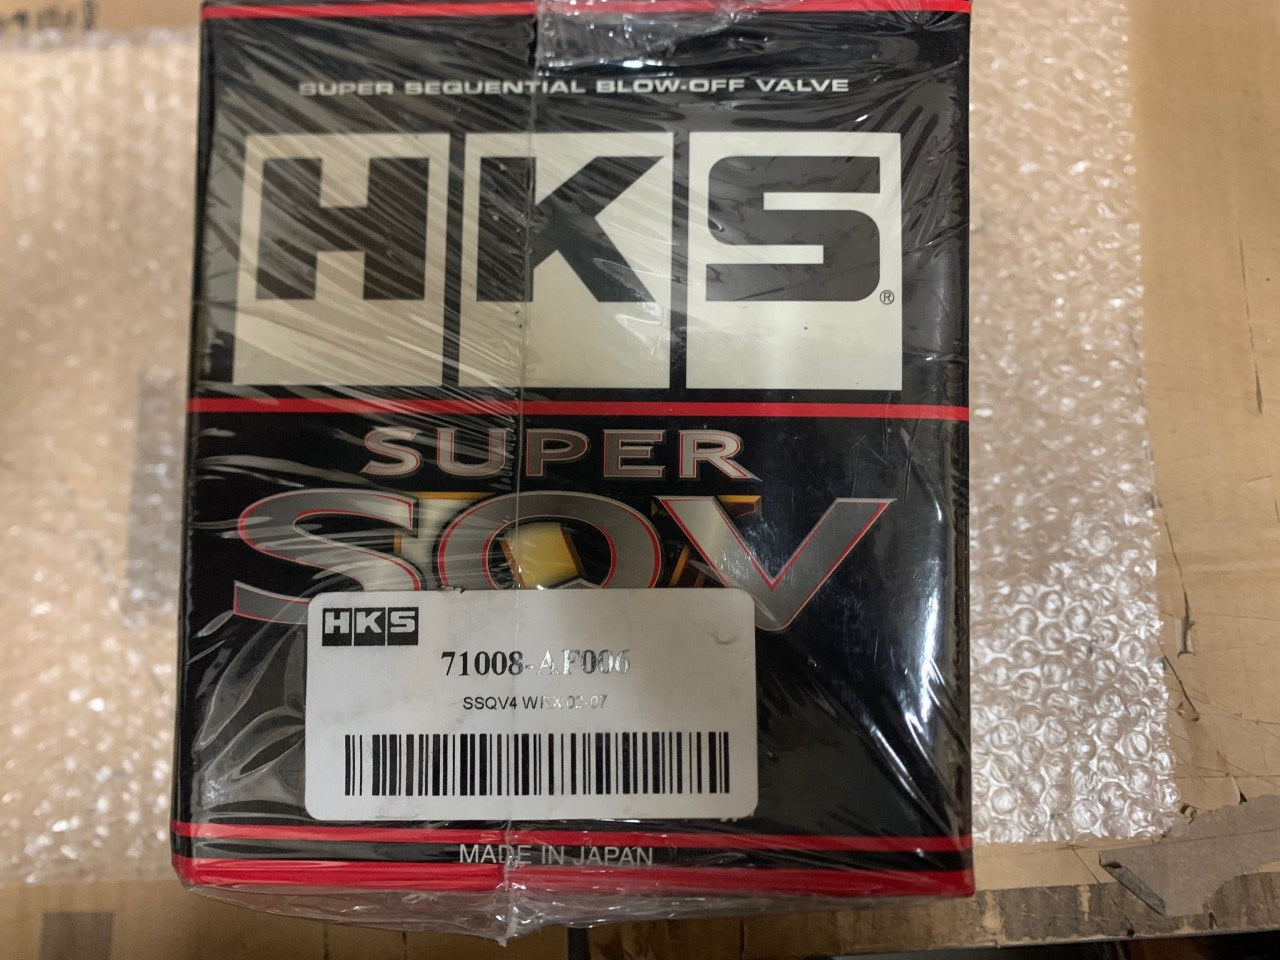 SUPER SEQUENTIAL BLOW-OFF VALVE
HKS®
SUPER
SQV
HKS
71008-AF006
SSQV4 WRX 02-07
MADE IN JAPAN